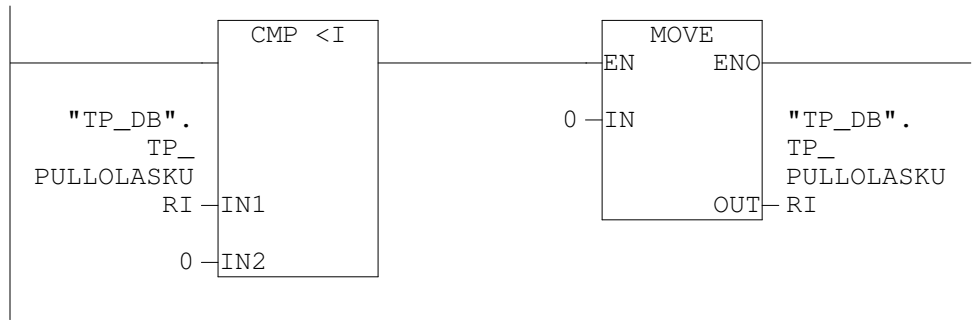 CMP <I
MOVE
EN ENO
"TP_DB".
TP_
PULLOLASKU
RI IN1
0 IN2
0 IN
"TP_DB".
TP_
PULLOLASKU
OUT RI